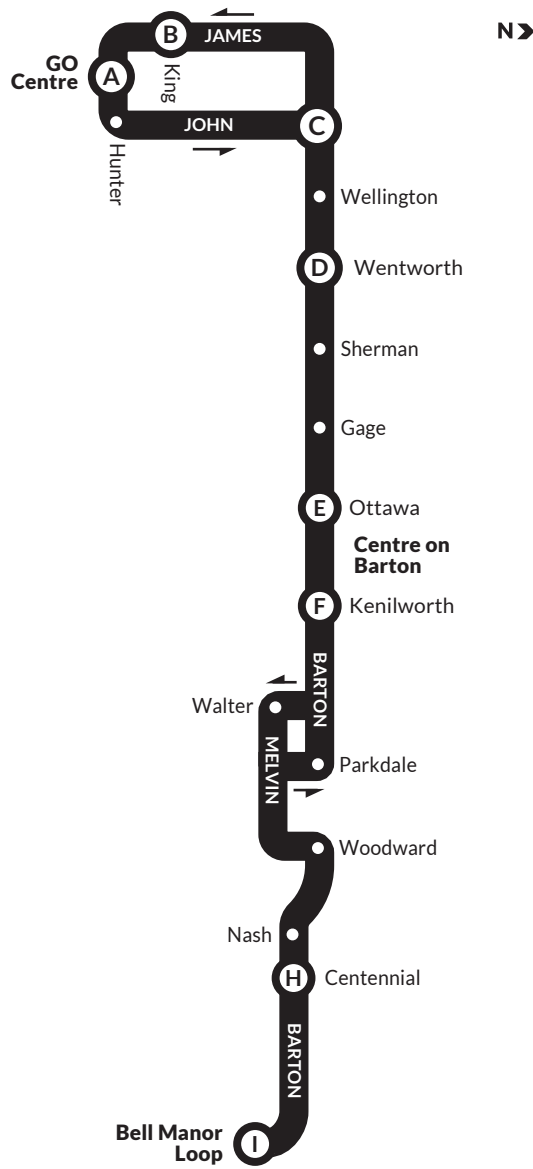 B
JAMES
N
GO
Centre
A
King
JOHN
C
Hunter
Wellington
D
Wentworth
Sherman
Gage
E
Ottawa
Centre on
Barton
F
Kenilworth
BARTON
Walter
MELVIN
Parkdale
Woodward
Nash
H
Centennial
BARTON
Bell Manor
Loop
I